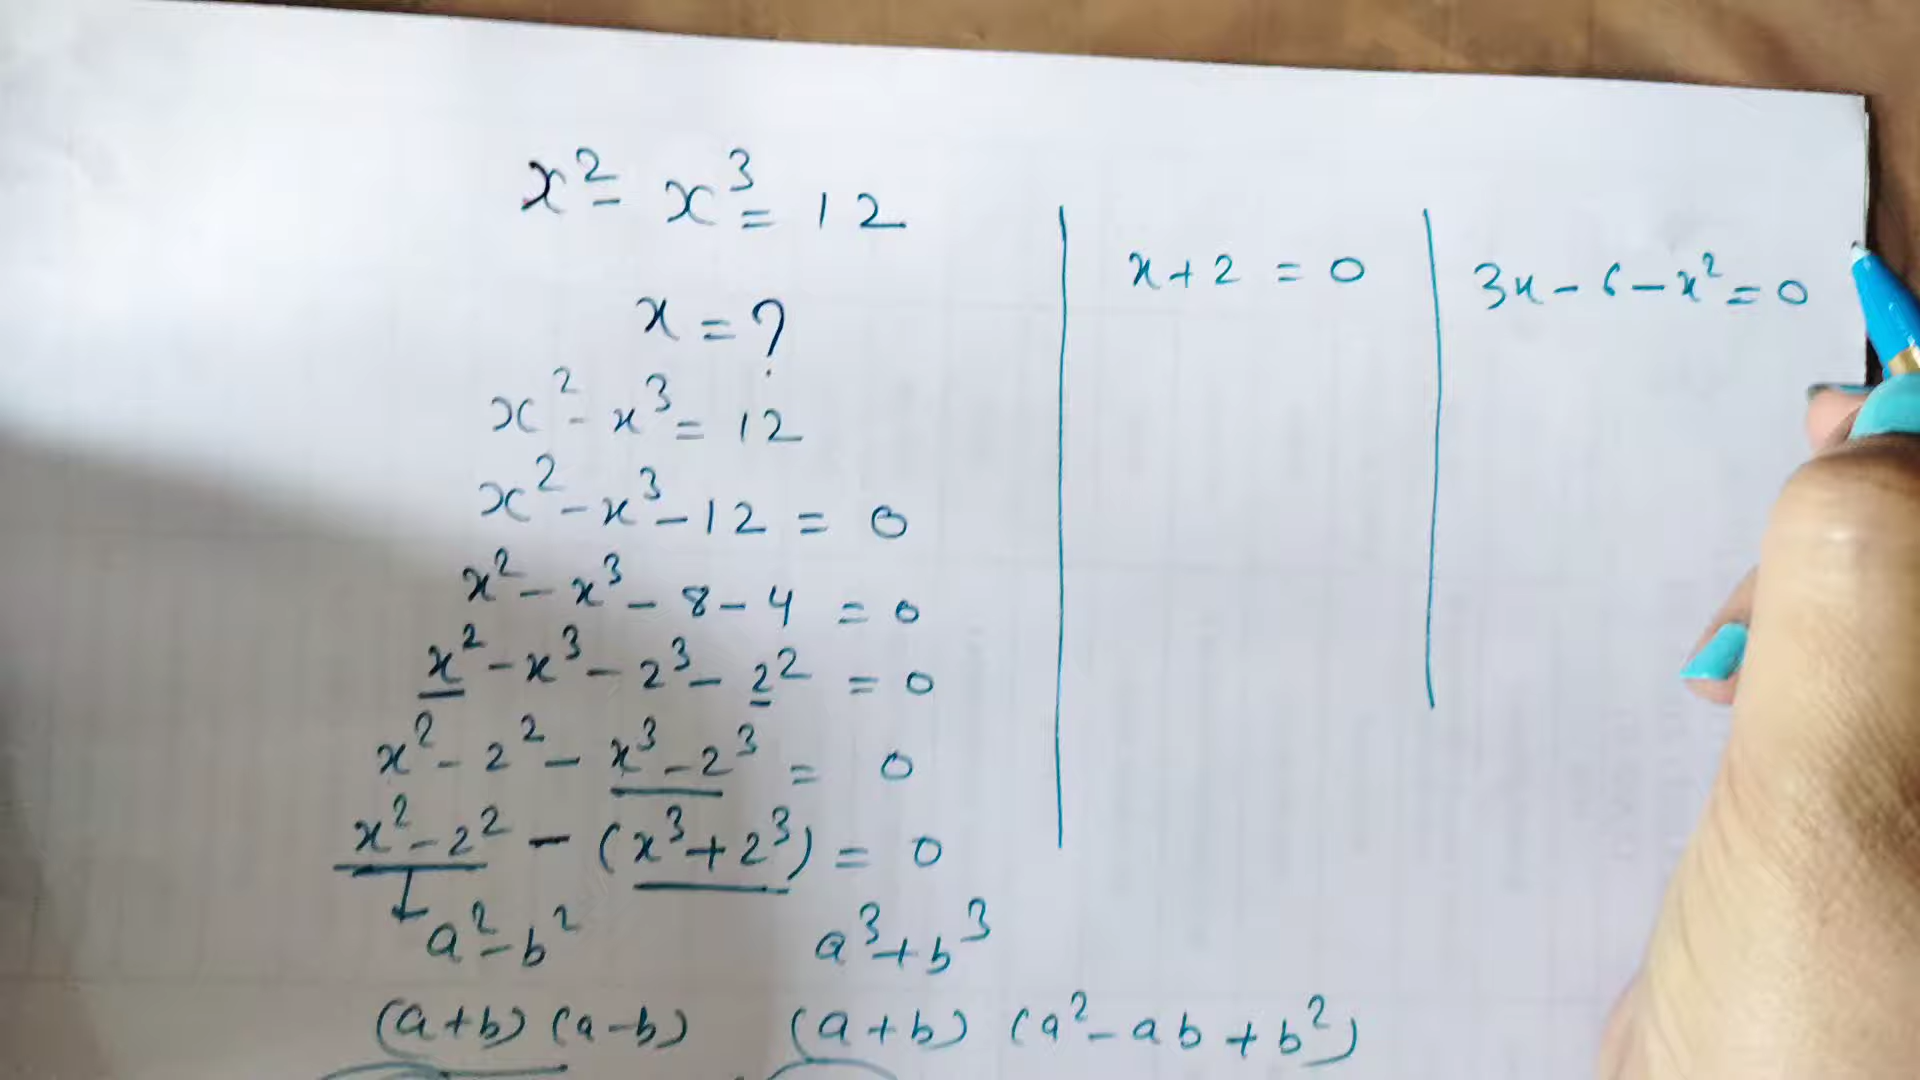 x² - x³ = 12
x = ?
x² - x³ = 12
x² - x³ - 12 = 0
x² - x³ - 8 - 4 = 0
x² - x³ - 2³ - 2² = 0
x² - 2² - x³ - 2³ = 0
x² - 2² - (x³ + 2³) = 0
a² - b² a³ + b³
(a + b) (a - b) (a + b) (a² - ab + b²)
x + 2 = 0
3x - 6 - x² = 0